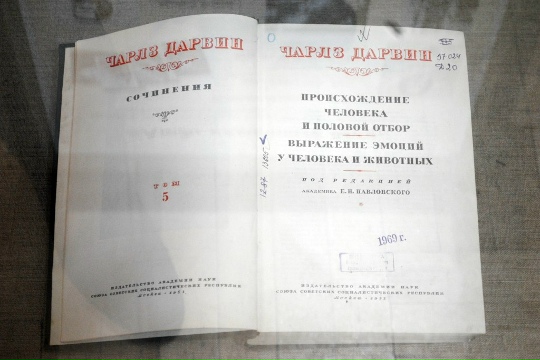 ЧАРЛЗ ДАРВИН
СОЧИНЕНИЯ
ТОМ
5
ИЗДАТЕЛЬСТВО АКАДЕМИИ НАУК
СОЮЗА СОВЕТСКИХ СОЦИАЛИСТИЧЕСКИХ РЕСПУБЛИК
ЧАРЛЗ ДАРВИН
ПРОИСХОЖДЕНИЕ
ЧЕЛОВЕКА
И ПОЛОВОЙ ОТБОР
ВЫРАЖЕНИЕ ЭМОЦИЙ
У ЧЕЛОВЕКА И ЖИВОТНЫХ
ПОД РЕДАКЦИЕЙ
АКАДЕМИКА Е. Н. ПАВЛОВСКОГО
1969 г.
ИЗДАТЕЛЬСТВО АКАДЕМИИ НАУК
СОЮЗА СОВЕТСКИХ СОЦИАЛИСТИЧЕСКИХ РЕСПУБЛИК